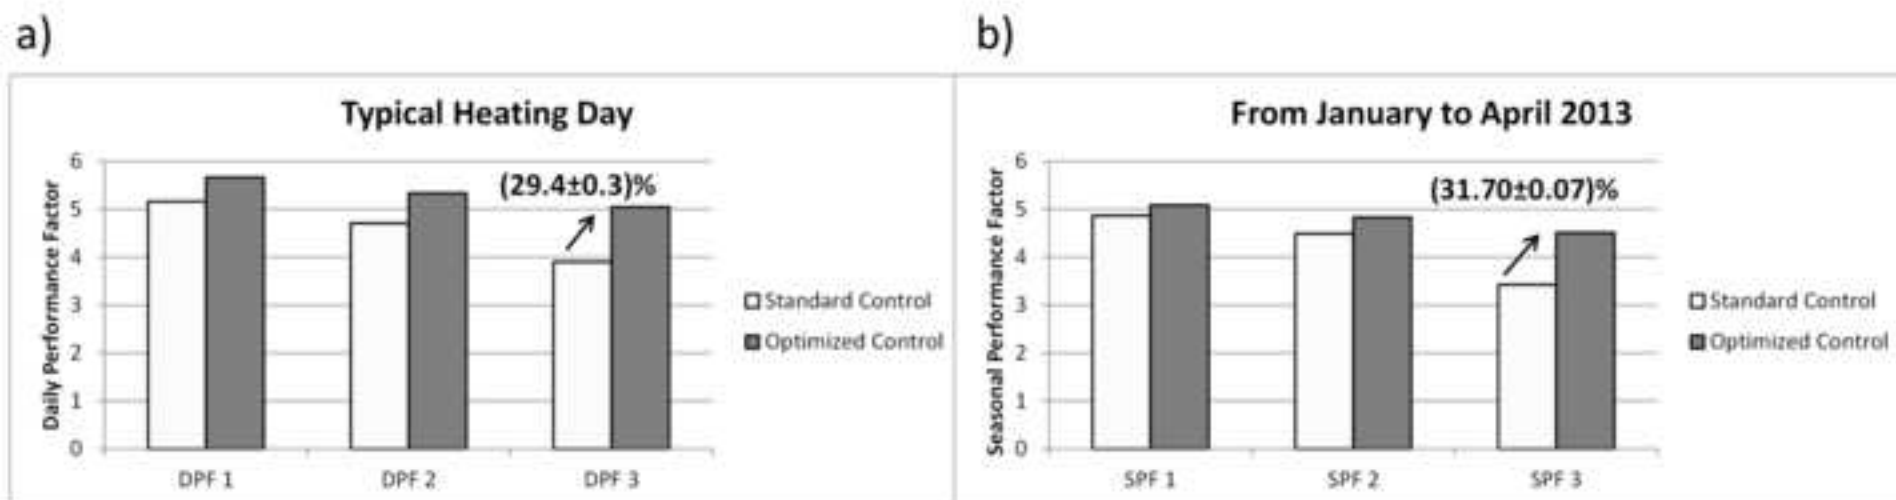 a)
Typical Heating Day
Daily Performance Factor
6
5
4
3
2
1
0
(29.4±0.3)%
DPF 1
DPF 2
DPF 3
Standard Control
Optimized Control
b)
From January to April 2013
Seasonal Performance Factor
6
5
4
3
2
1
0
(31.70±0.07)%
SPF 1
SPF 2
SPF 3
Standard Control
Optimized Control